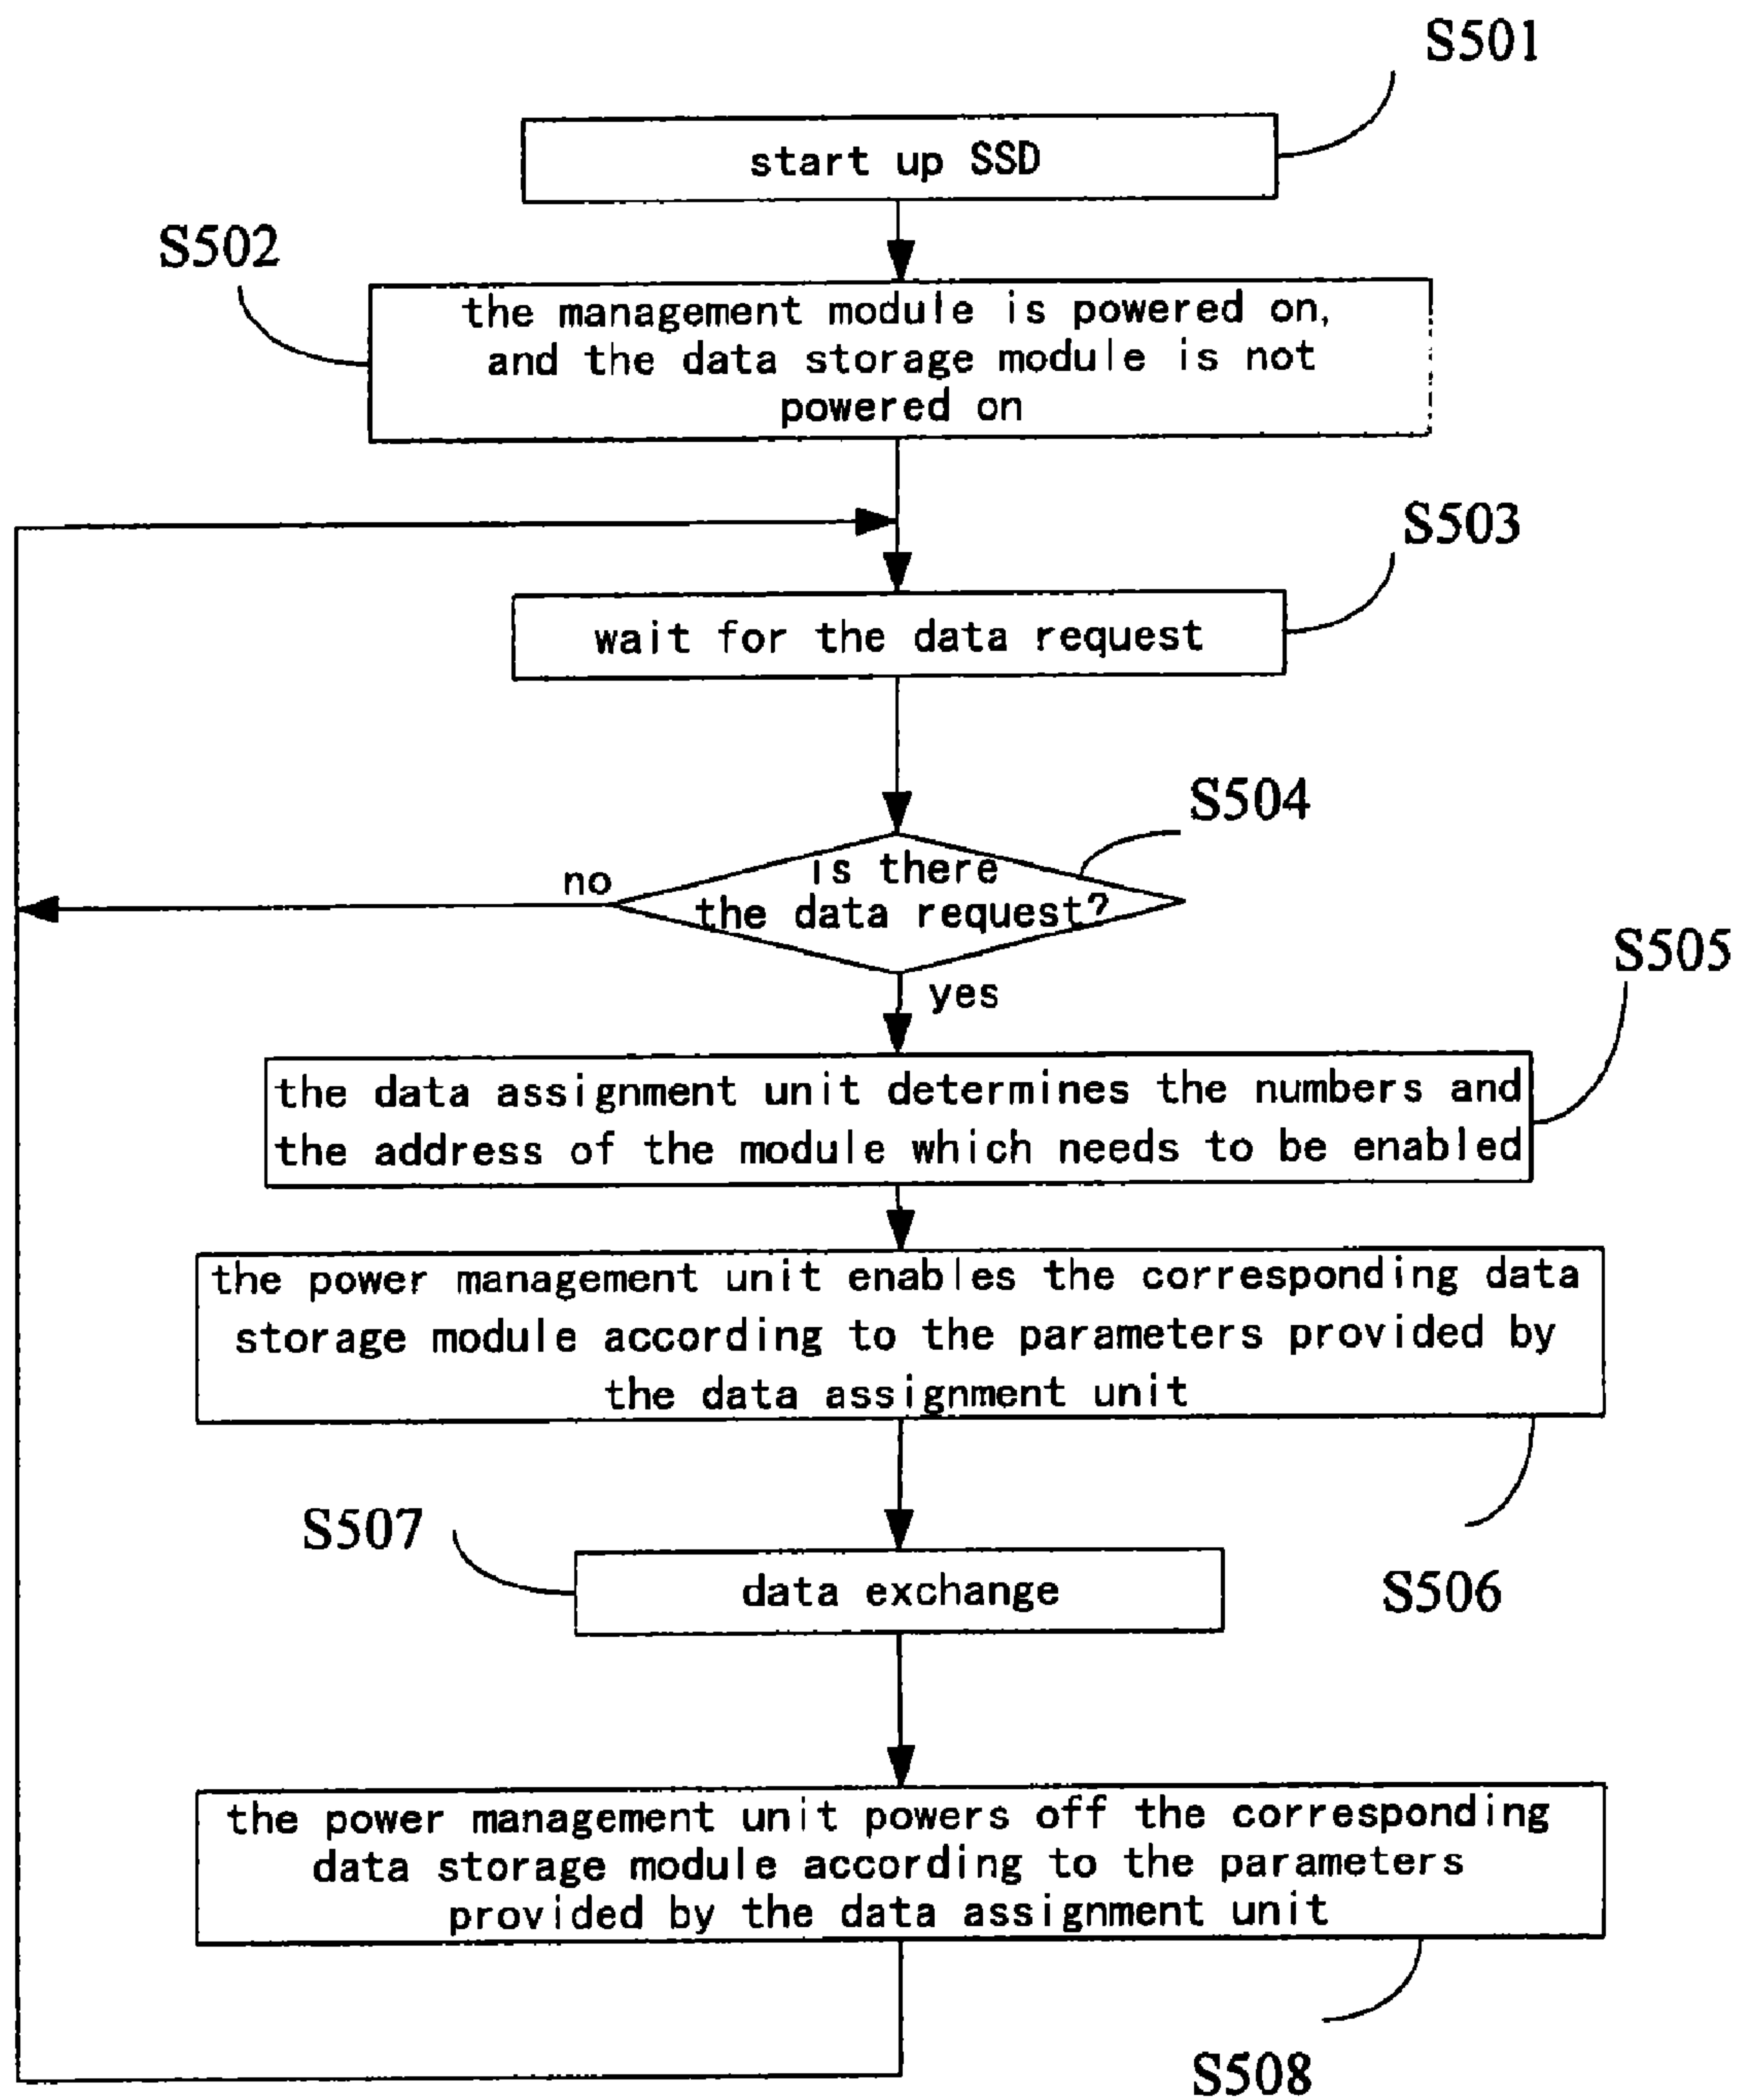 S501
start up SSD
S502
the management module is powered on,
and the data storage module is not
powered on
S503
wait for the data request
S504
is there
the data request?
no
yes
S505
the data assignment unit determines the numbers and
the address of the module which needs to be enabled
the power management unit enables the corresponding data
storage module according to the parameters provided by
the data assignment unit
S506
S507
data exchange
the power management unit powers off the corresponding
data storage module according to the parameters
provided by the data assignment unit
S508